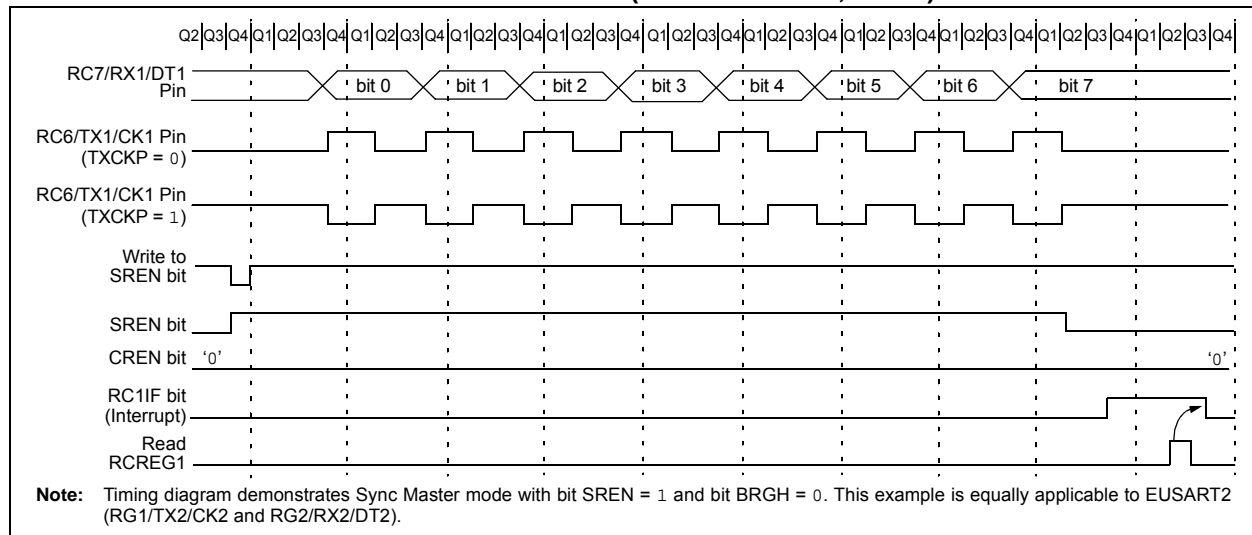 Q2 Q3 Q4 Q1 Q2 Q3 Q4 Q1 Q2 Q3 Q4 Q1 Q2 Q3 Q4 Q1 Q2 Q3 Q4 Q1 Q2 Q3 Q4 Q1 Q2 Q3 Q4 Q1 Q2 Q3 Q4 Q1 Q2 Q3 Q4 Q1 Q2 Q3 Q4 Q1 Q2 Q3 Q4
RC7/RX1/DT1
Pin
bit 0 bit 1 bit 2 bit 3 bit 4 bit 5 bit 6 bit 7
RC6/TX1/CK1 Pin
(TXCKP = 0)
RC6/TX1/CK1 Pin
(TXCKP = 1)
Write to
SREN bit
SREN bit
CREN bit '0' '0'
RC1IF bit
(Interrupt)
Read
RCREG1
Note: Timing diagram demonstrates Sync Master mode with bit SREN = 1 and bit BRGH = 0. This example is equally applicable to EUSART2
(RG1/TX2/CK2 and RG2/RX2/DT2).